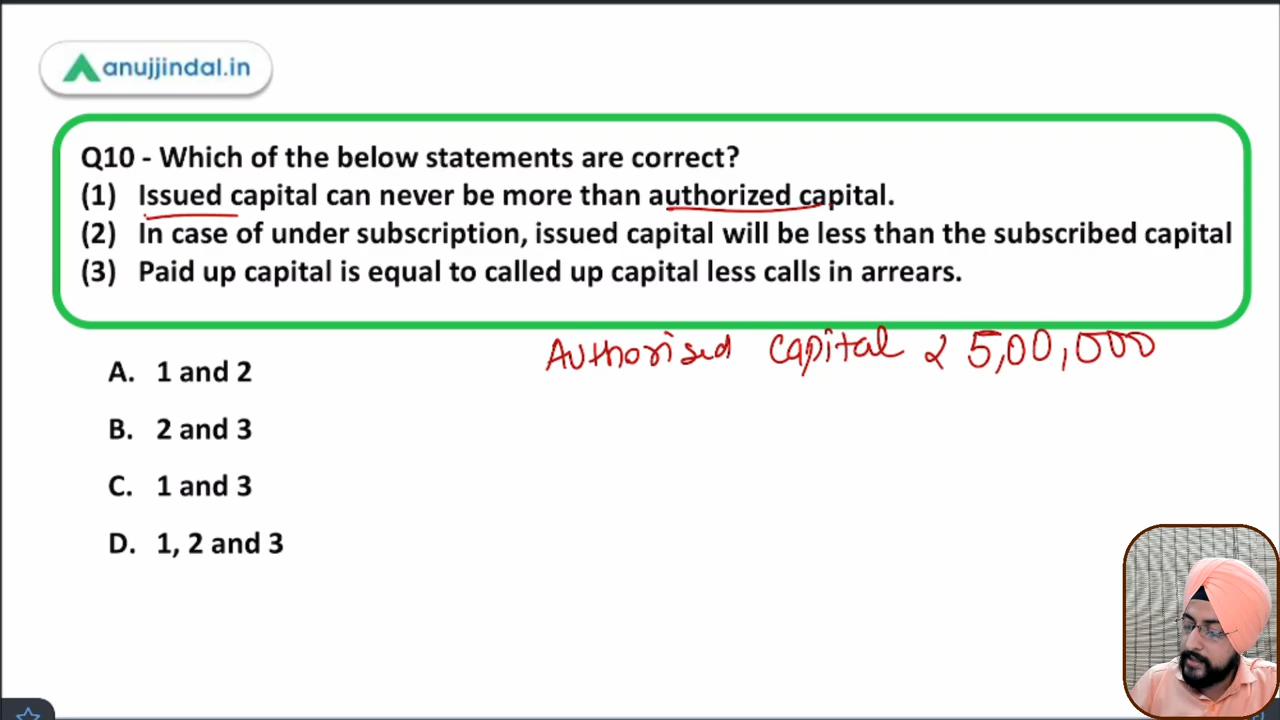 anujjindal.in
Q10 - Which of the below statements are correct?
(1) Issued capital can never be more than authorized capital.
(2) In case of under subscription, issued capital will be less than the subscribed capital
(3) Paid up capital is equal to called up capital less calls in arrears.
Authorised Capital ₹ 5,00,000
A. 1 and 2
B. 2 and 3
C. 1 and 3
D. 1, 2 and 3